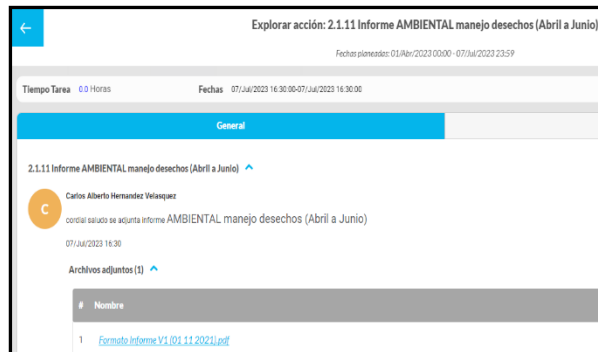 Explorar acción: 2.1.11 Informe AMBIENTAL manejo desechos (Abril a Junio)
Fechas planeadas: 01/Abr/2023 00:00 - 07/Jul/2023 23:59
Tiempo Tarea 0.0 Horas Fechas 07/Jul/2023 16:30:00-07/Jul/2023 16:30:00
General
2.1.11 Informe AMBIENTAL manejo desechos (Abril a Junio)
Carlos Alberto Hernandez Velasquez
C
cordial saludo se adjunta informe AMBIENTAL manejo desechos (Abril a Junio)
07/Jul/2023 16:30
Archivos adjuntos (1)
# Nombre
1 Formato Informe V1 (01 11 2021).pdf